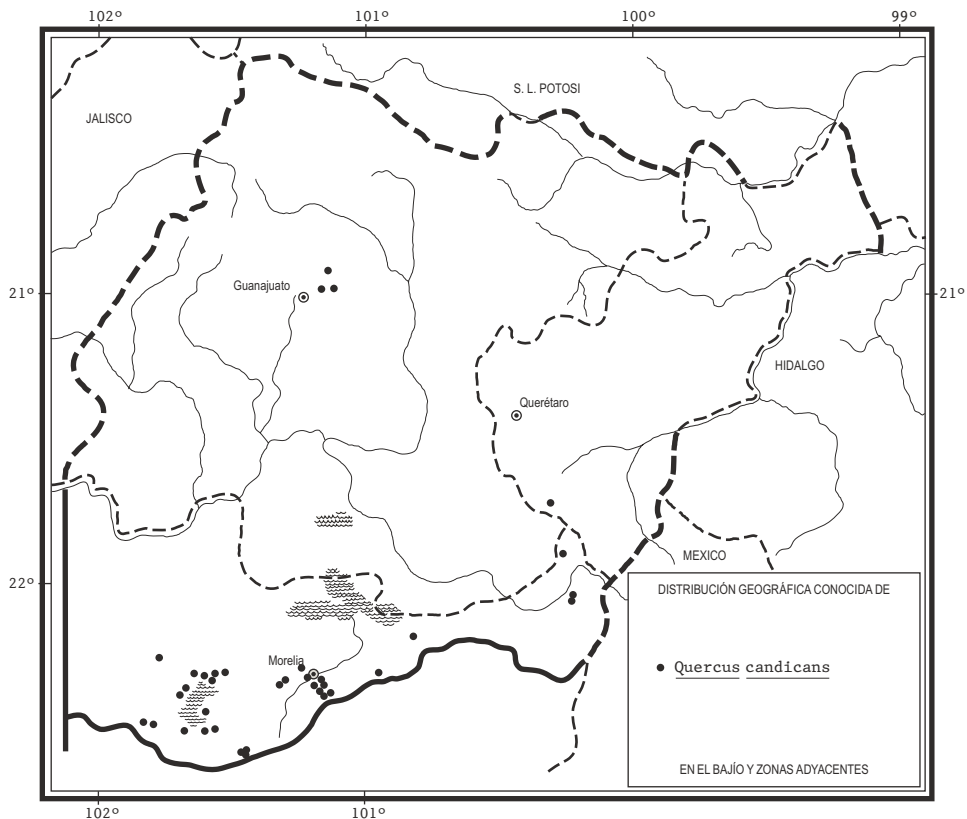 102º 101º 100º 99º
S. L. POTOSI
JALISCO
Guanajuato
21º 21º
HIDALGO
Querétaro
MEXICO
22º
DISTRIBUCIÓN GEOGRÁFICA CONOCIDA DE
Morelia
Quercus candicans
EN EL BAJÍO Y ZONAS ADYACENTES
102º 101º